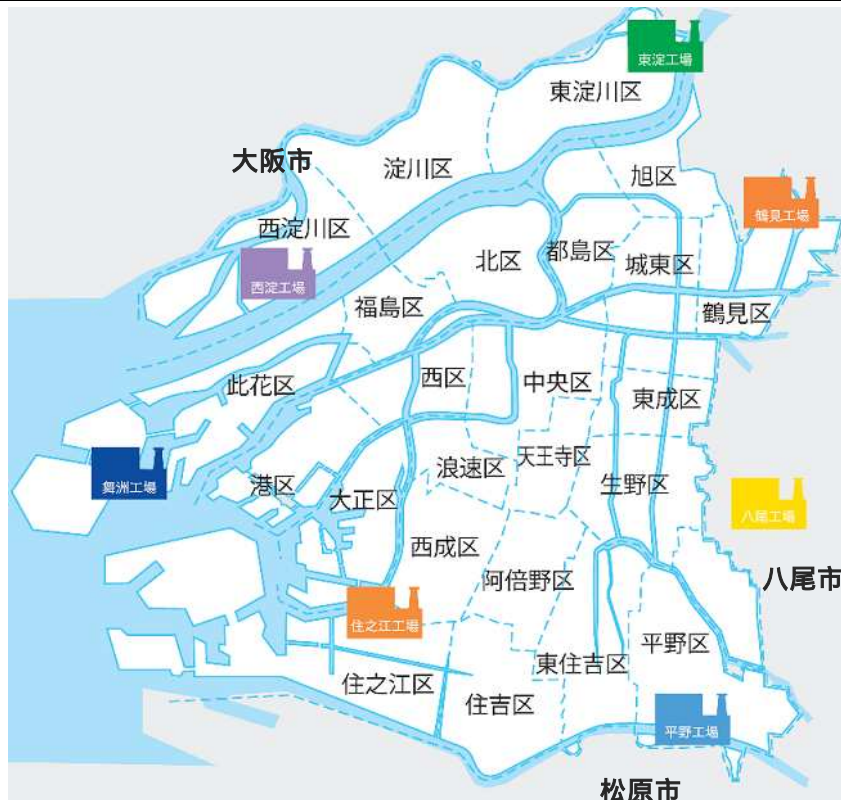 東淀工場
東淀川区
大阪市
淀川区
旭区
鶴見工場
西淀川区
都島区
北区
城東区
西淀工場
福島区
鶴見区
此花区
西区
中央区
東成区
天王寺区
浪速区
舞洲工場
港区
大正区
生野区
八尾工場
西成区
阿倍野区
八尾市
住之江工場
平野区
東住吉区
住之江区
住吉区
平野工場
松原市